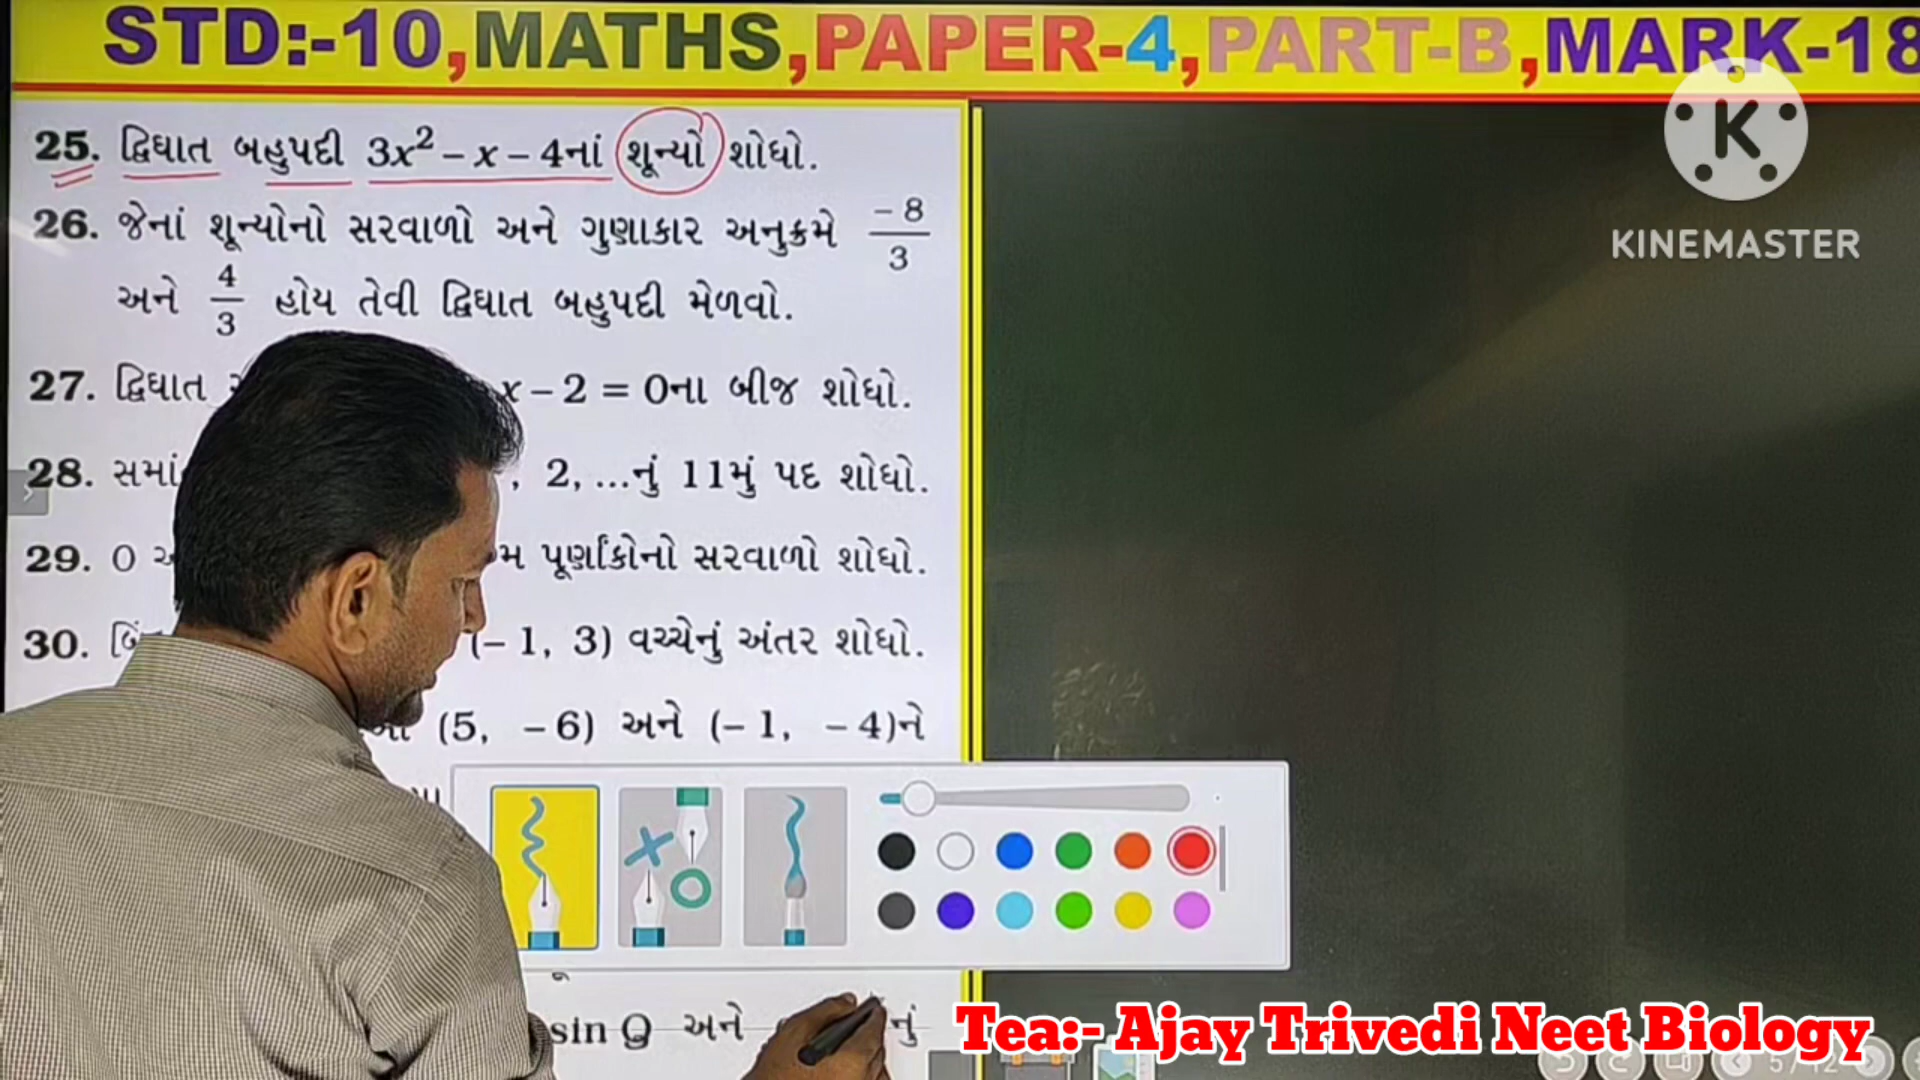 STD:-10,MATHS,PAPER-4,PART-B,MARK-18
25. દ્વિઘાત બહુપદી 3x² – x – 4નાં શૂન્યો શોધો.
26. જેનાં શૂન્યોનો સરવાળો અને ગુણાકાર અનુક્રમે –8/3
અને 4/3 હોય તેવી દ્વિઘાત બહુપદી મેળવો.
27. દ્વિઘાત x – 2 = 0ના બીજ શોધો.
28. 2, ...નું 11મું પદ શોધો.
29. 0 પૂર્ણાંકોનો સરવાળો શોધો.
30. (– 1, 3) વચ્ચેનું અંતર શોધો.
(5, – 6) અને (– 1, – 4)ને
sin Q અને
K
KINEMASTER
Tea:- Ajay Trivedi Neet Biology
5 / 12